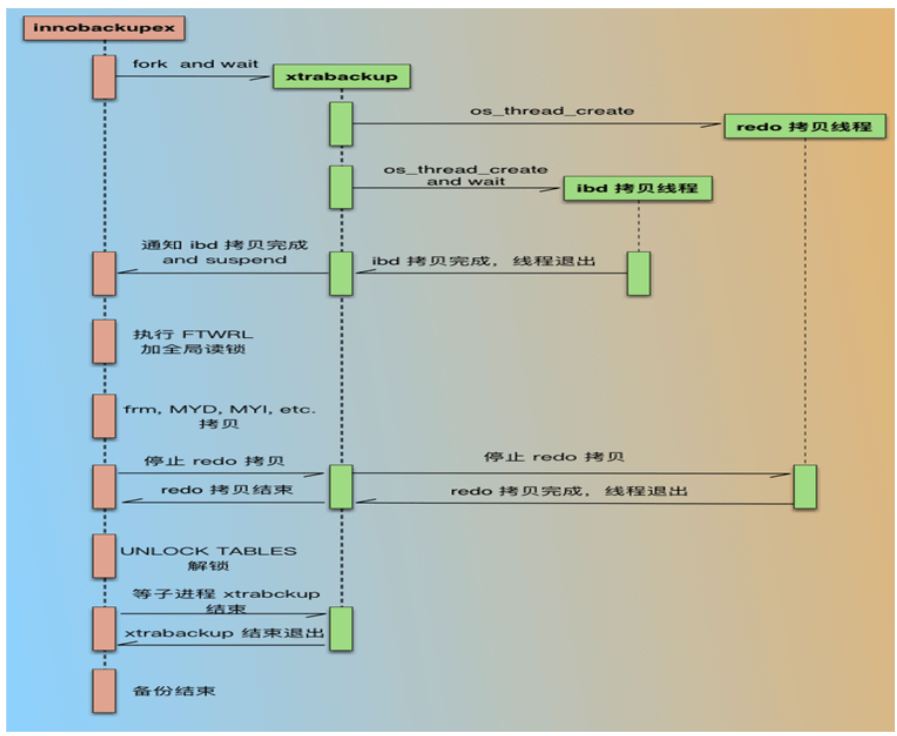 innobackupex
fork and wait
xtrabackup
os_thread_create
redo 拷贝线程
os_thread_create
and wait
ibd 拷贝线程
通知 ibd 拷贝完成
and suspend
ibd 拷贝完成，线程退出
执行 FTWRL
加全局读锁
frm, MYD, MYI, etc.
拷贝
停止 redo 拷贝
停止 redo 拷贝
redo 拷贝结束
redo 拷贝完成，线程退出
UNLOCK TABLES
解锁
等子进程 xtrabckup
结束
xtrabackup 结束退出
备份结束